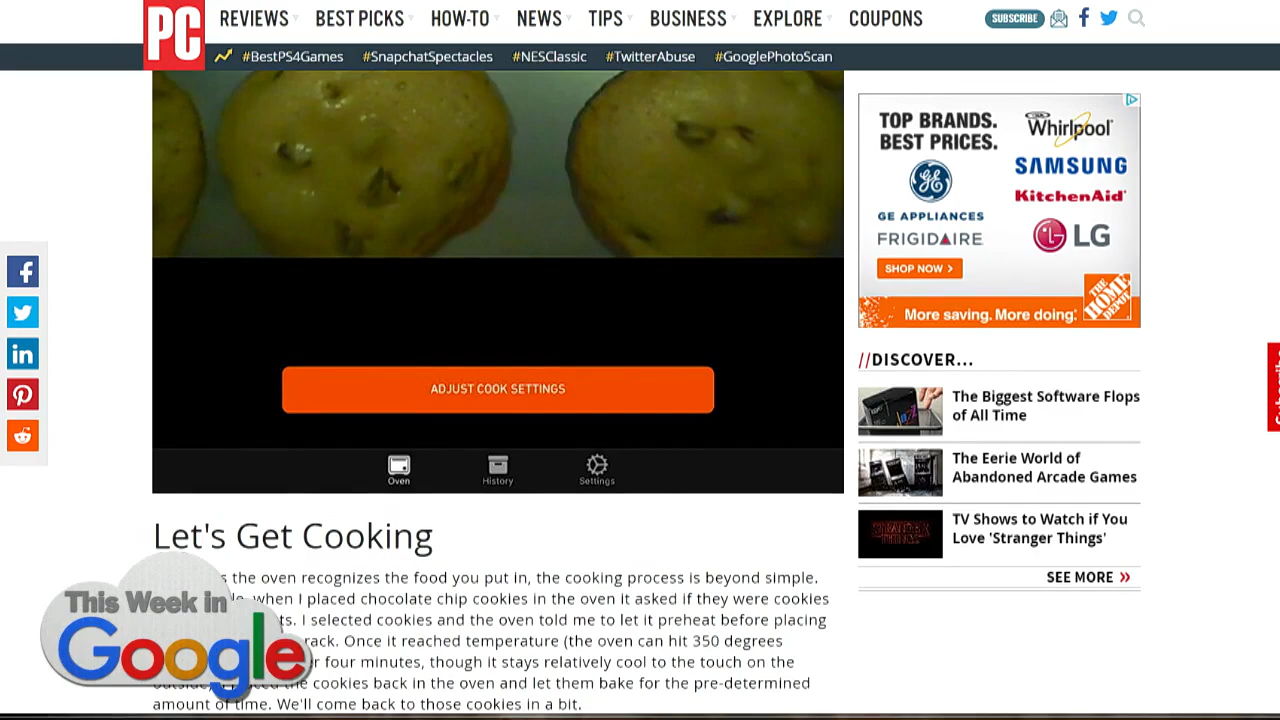 PC
REVIEWS BEST PICKS HOW-TO NEWS TIPS BUSINESS EXPLORE COUPONS
SUBSCRIBE
#BestPS4Games #SnapchatSpectacles #NESClassic #TwitterAbuse #GooglePhotoScan
ADJUST COOK SETTINGS
Oven History Settings
Let's Get Cooking
s the oven recognizes the food you put in, the cooking process is beyond simple.
when I placed chocolate chip cookies in the oven it asked if they were cookies
ts. I selected cookies and the oven told me to let it preheat before placing
rack. Once it reached temperature (the oven can hit 350 degrees
r four minutes, though it stays relatively cool to the touch on the
the cookies back in the oven and let them bake for the pre-determined
amount of time. We'll come back to those cookies in a bit.
This Week in
Google
TOP BRANDS.
BEST PRICES.
Whirlpool
SAMSUNG
GE
KitchenAid
GE APPLIANCES
FRIGIDAIRE
LG
SHOP NOW >
THE HOME DEPOT
More saving. More doing.
//DISCOVER...
The Biggest Software Flops
of All Time
The Eerie World of
Abandoned Arcade Games
TV Shows to Watch if You
Love 'Stranger Things'
SEE MORE »